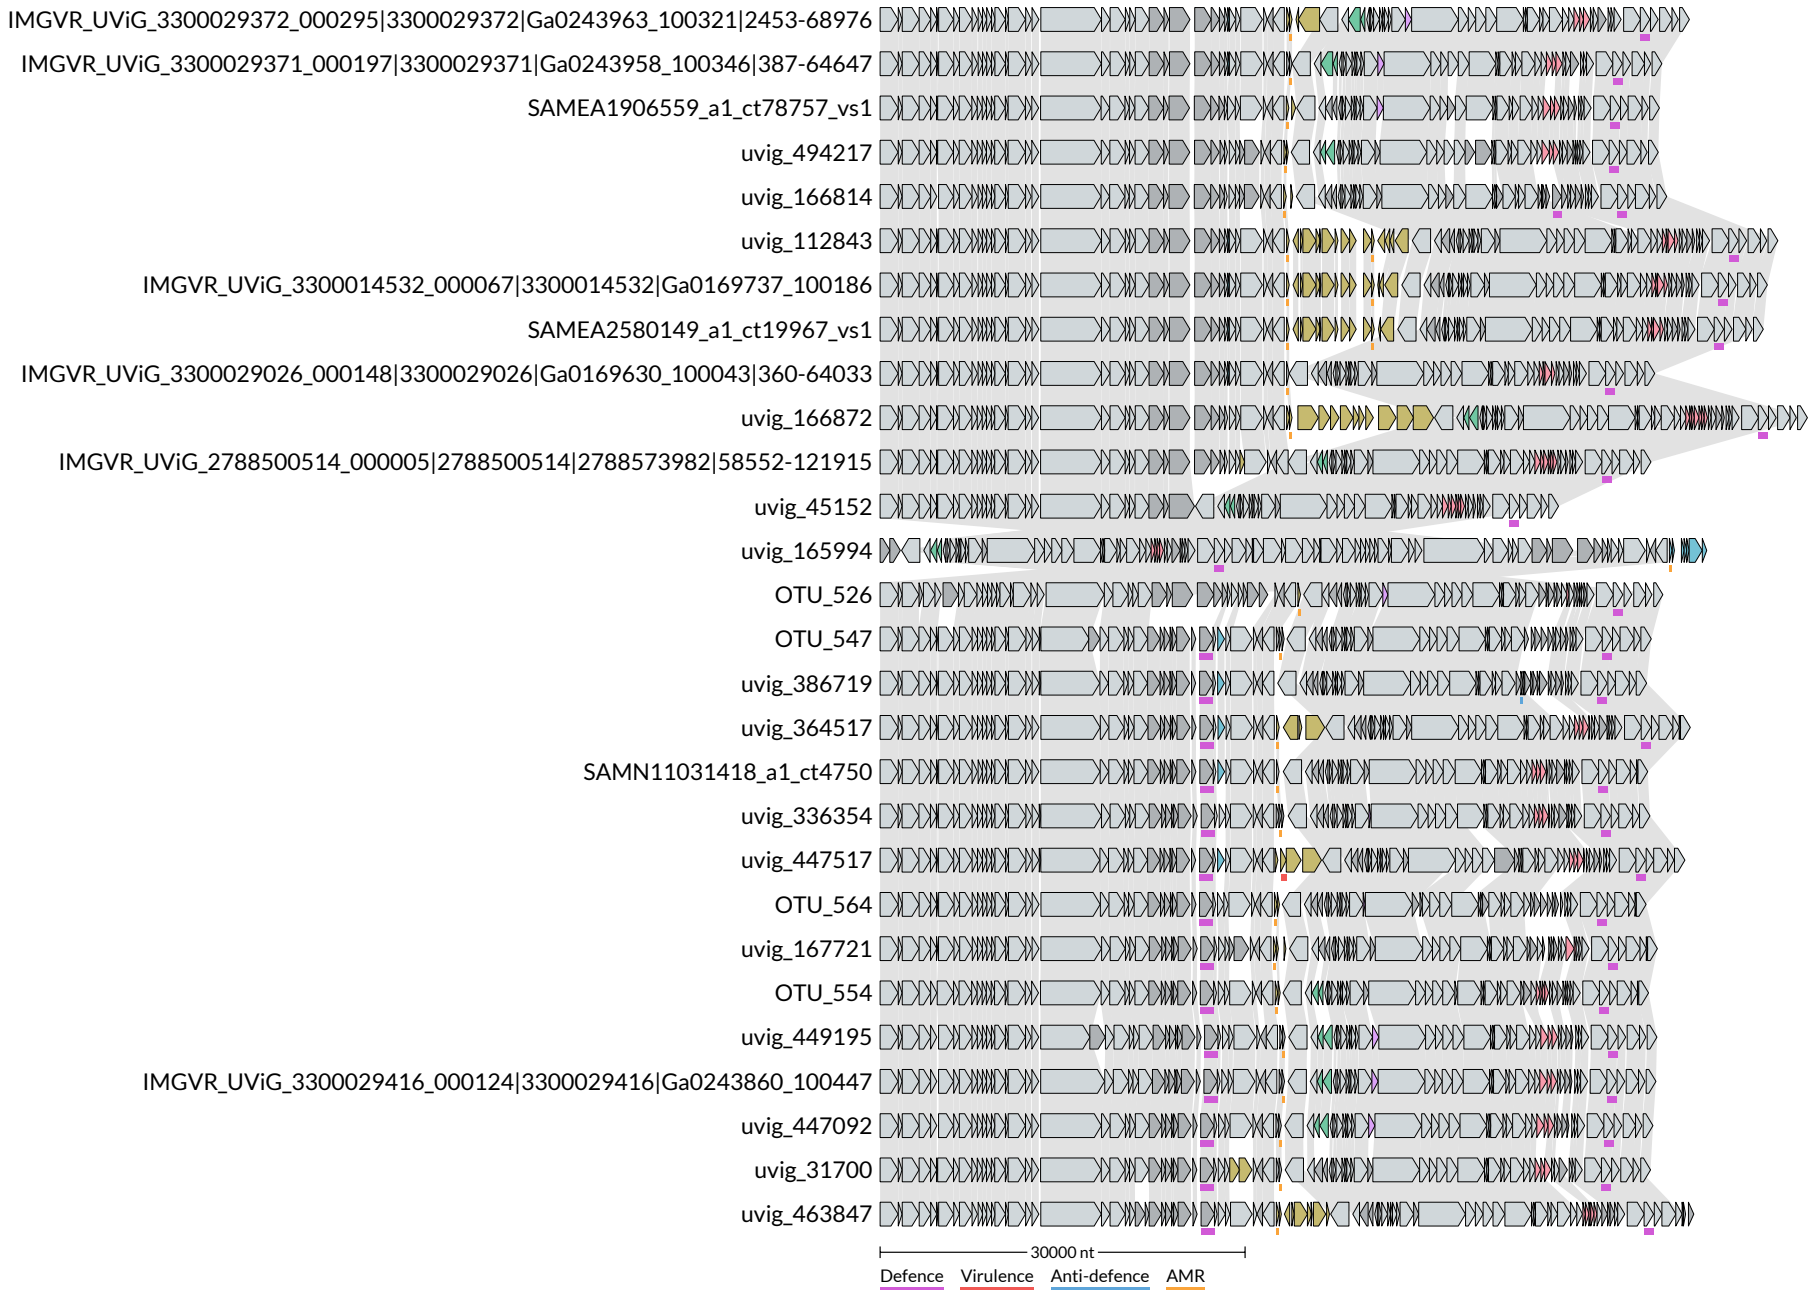 IMGVR_UViG_3300029372_000295|3300029372|Ga0243963_100321|2453-68976
IMGVR_UViG_3300029371_000197|3300029371|Ga0243958_100346|387-64647
SAMEA1906559_a1_ct78757_vs1
uvig_494217
uvig_166814
uvig_112843
IMGVR_UViG_3300014532_000067|3300014532|Ga0169737_100186
SAMEA2580149_a1_ct19967_vs1
IMGVR_UViG_3300029026_000148|3300029026|Ga0169630_100043|360-64033
uvig_166872
IMGVR_UViG_2788500514_000005|2788500514|2788573982|58552-121915
uvig_45152
uvig_165994
OTU_526
OTU_547
uvig_386719
uvig_364517
SAMN11031418_a1_ct4750
uvig_336354
uvig_447517
OTU_564
uvig_167721
OTU_554
uvig_449195
IMGVR_UViG_3300029416_000124|3300029416|Ga0243860_100447
uvig_447092
uvig_31700
uvig_463847
30000 nt
Defence Virulence Anti-defence AMR